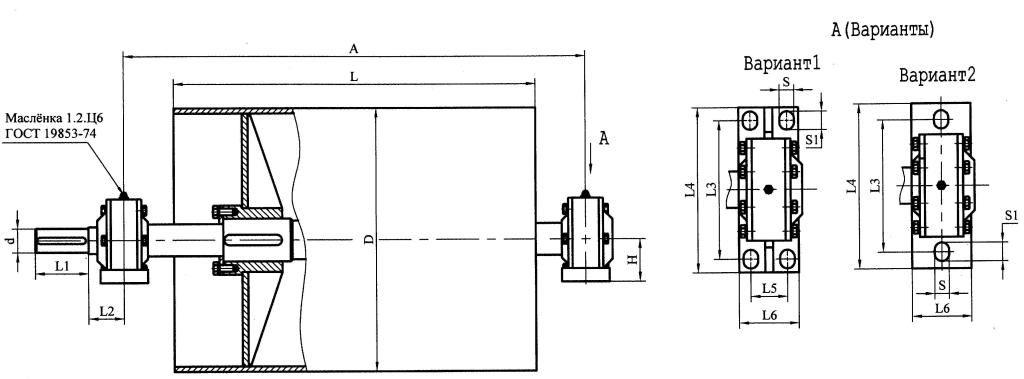 А(Варианты)
А
L
Вариант1
S
Вариант2
Маслёнка 1.2.Ц6
ГОСТ 19853-74
А
S1
L4
L3
L4
L3
d
D
H
S1
L1
L2
L5
L6
S
L6